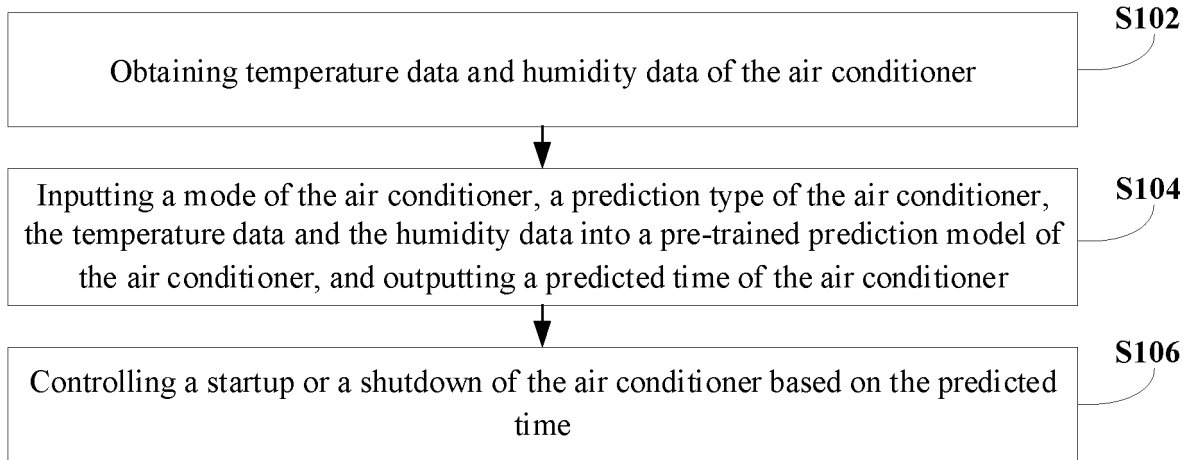 S102
Obtaining temperature data and humidity data of the air conditioner
S104
Inputting a mode of the air conditioner, a prediction type of the air conditioner,
the temperature data and the humidity data into a pre-trained prediction model of
the air conditioner, and outputting a predicted time of the air conditioner
S106
Controlling a startup or a shutdown of the air conditioner based on the predicted
time